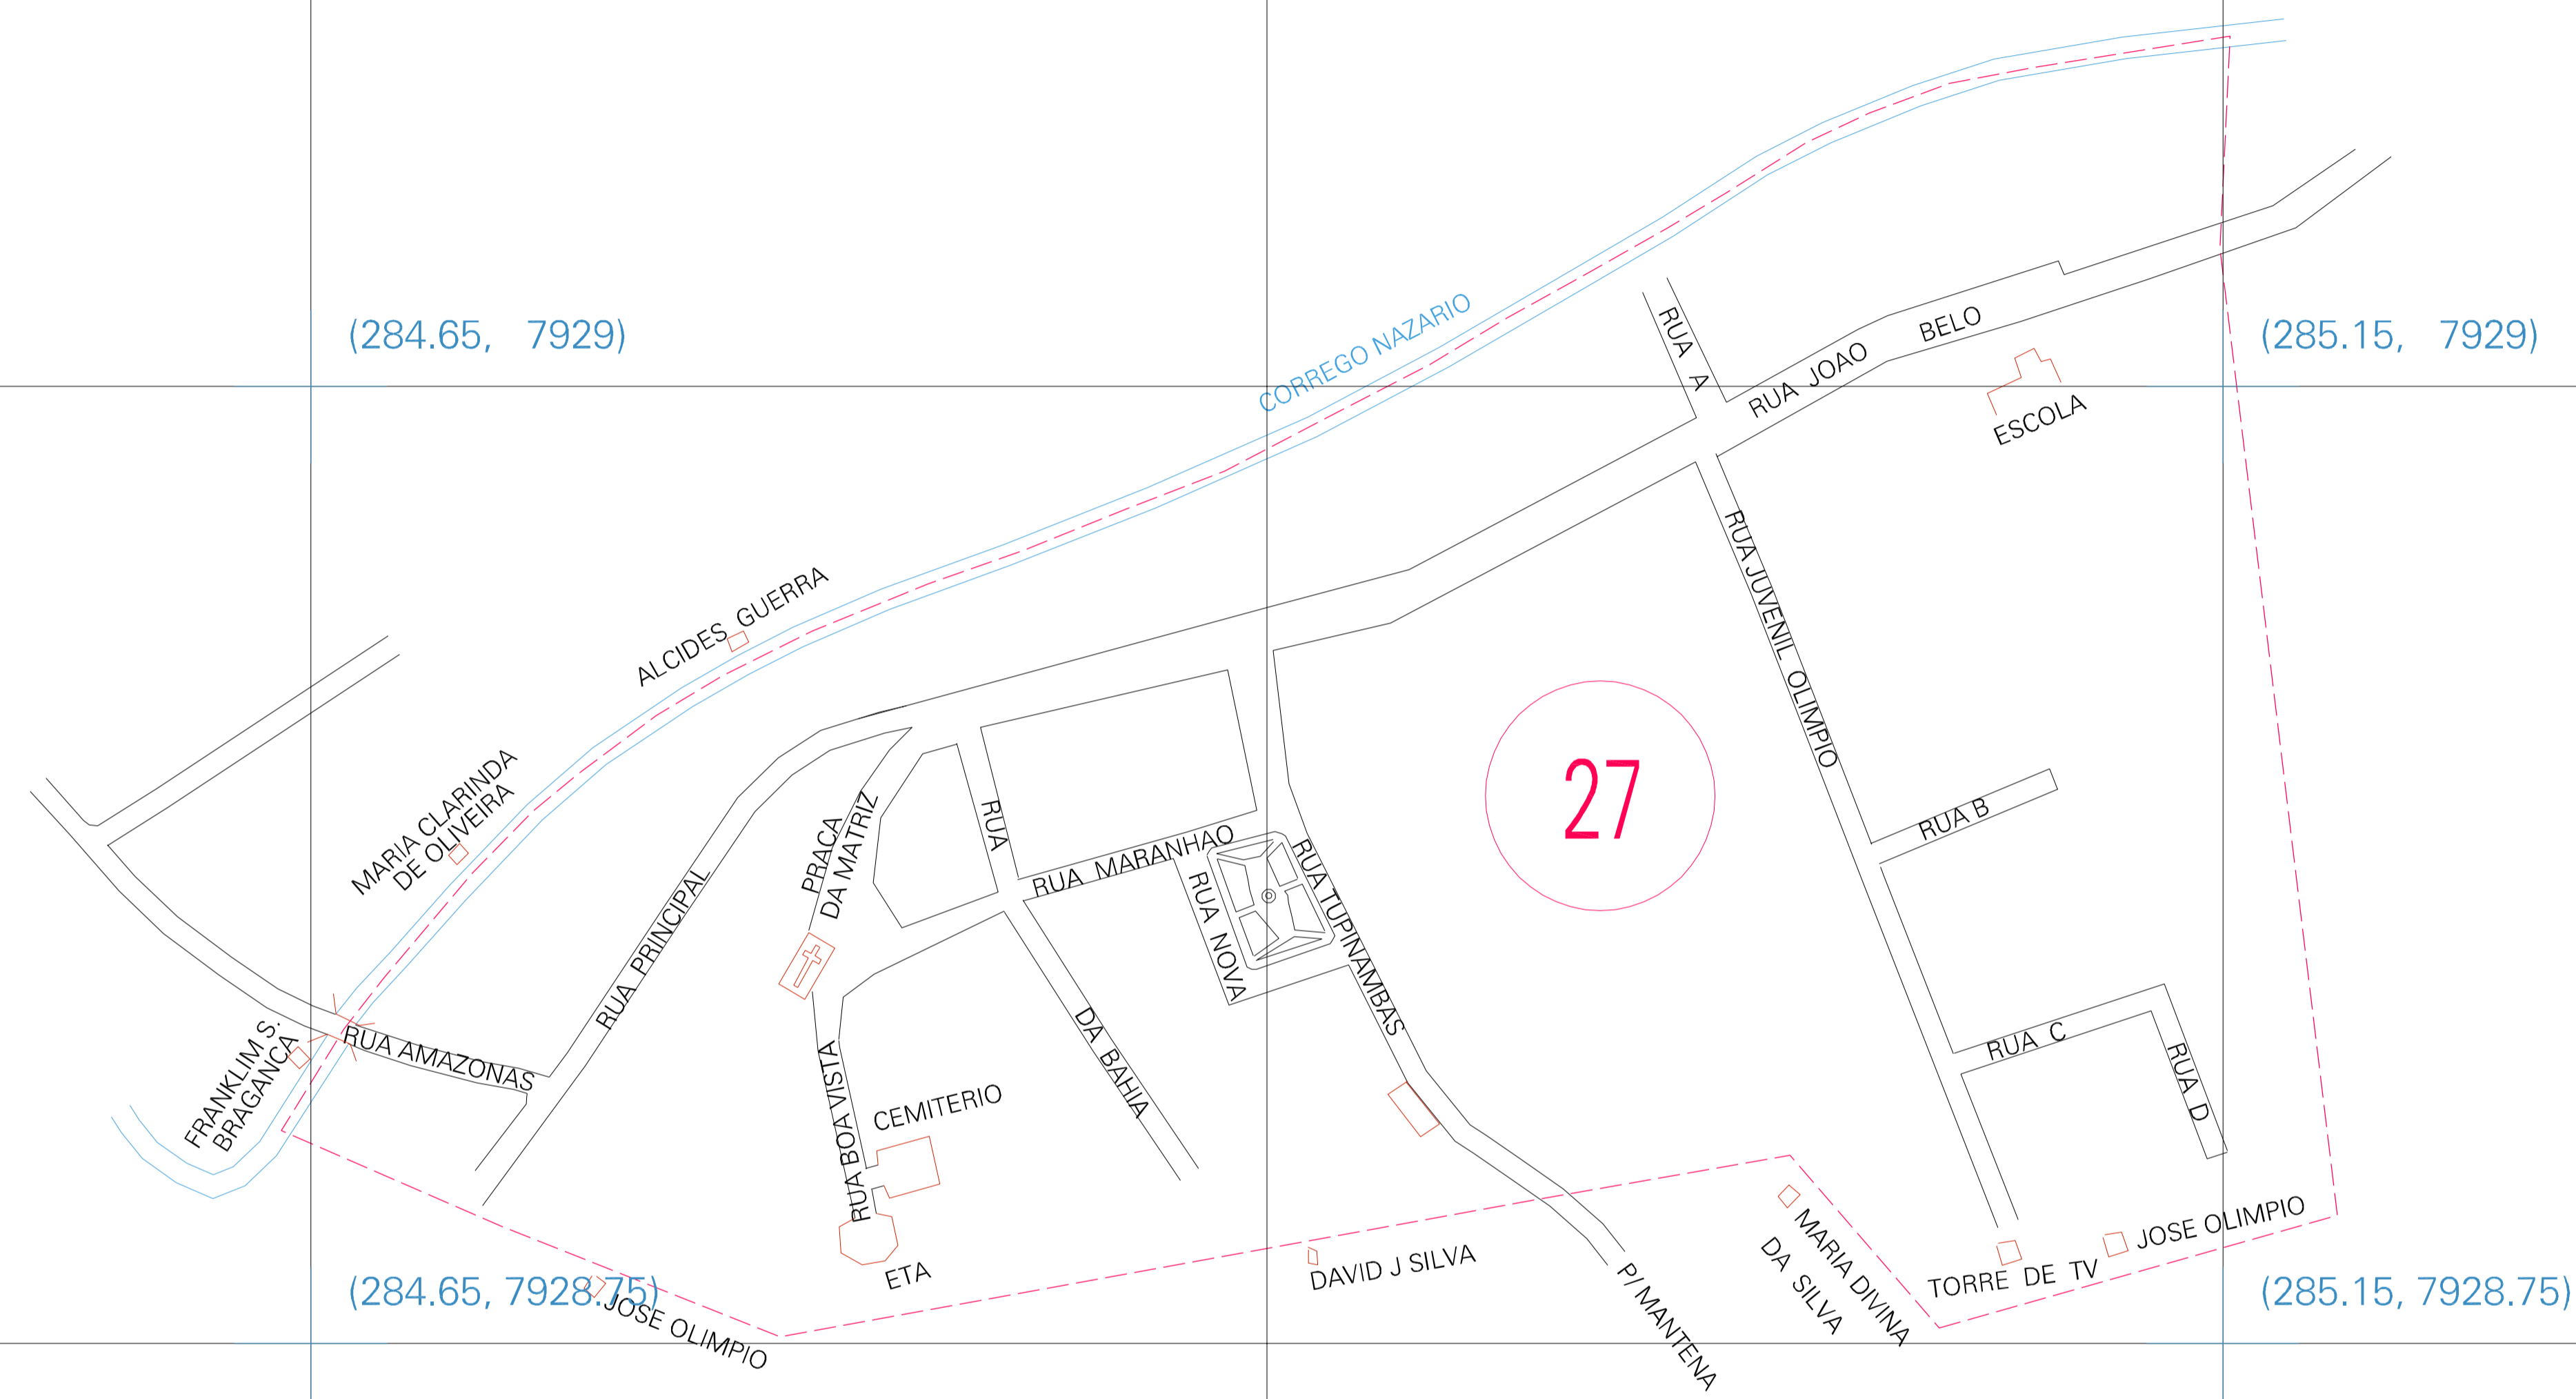 (284.65, 7929)
(285.15, 7929)
CORREGO NAZARIO
RUA A
RUA JOAO BELO
ESCOLA
RUA JUVENIL OLIMPIO
ALCIDES GUERRA
MARIA CLARINDA
DE OLIVEIRA
27
PRACA
DA MATRIZ
RUA
DA BAHIA
RUA MARANHAO
RUA NOVA
RUA TUPINAMBAS
RUA B
RUA PRINCIPAL
RUA C
RUA D
FRANKLIM S.
BRAGANCA
RUA AMAZONAS
RUA BOA VISTA
CEMITERIO
ETA
(284.65, 7928.75)
JOSE OLIMPIO
DAVID J SILVA
P/ MANTENA
MARIA DIVINA
DA SILVA
TORRE DE TV
JOSE OLIMPIO
(285.15, 7928.75)